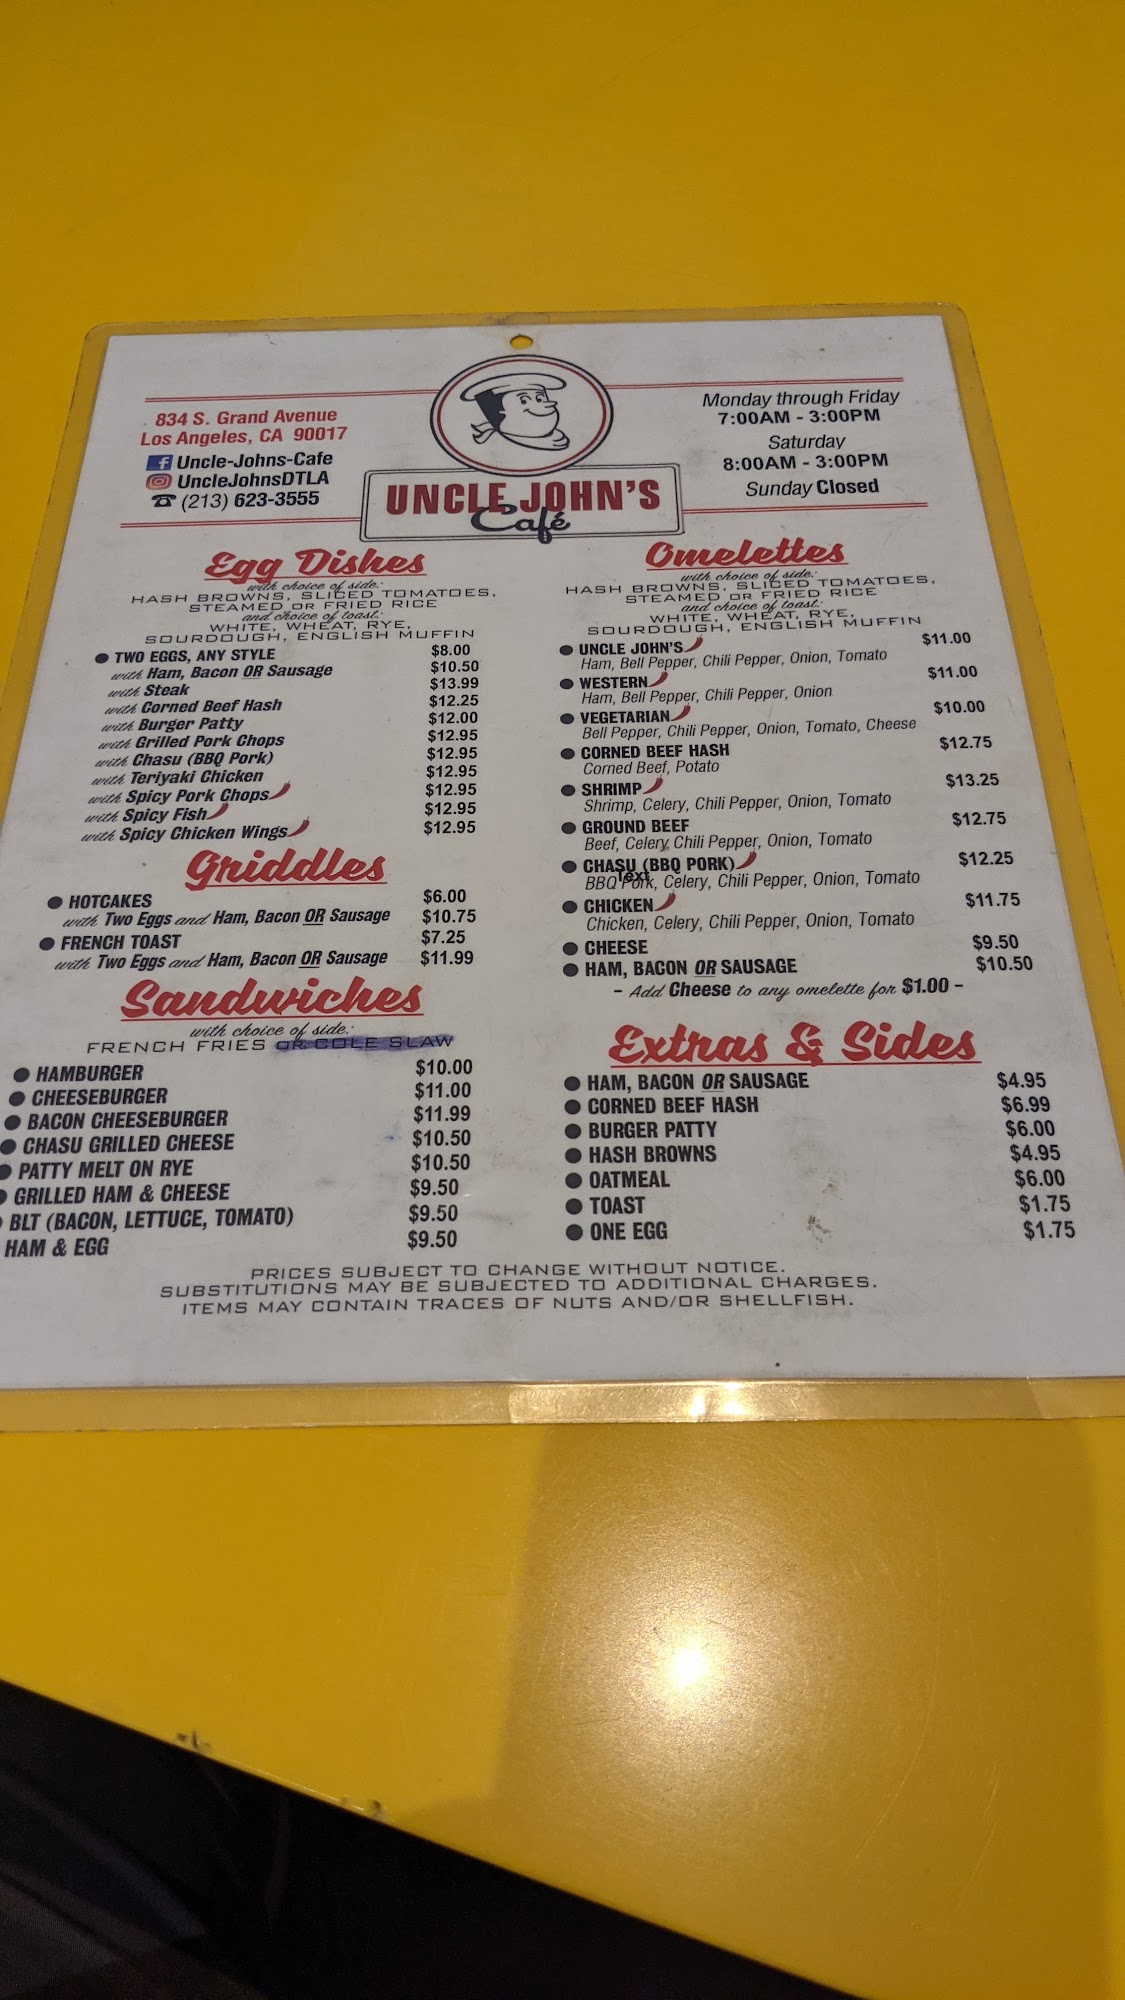 834 S. Grand Avenue
Los Angeles, CA 90017
Uncle-Johns-Cafe
UncleJohnsDTLA
(213) 623-3555
UNCLE JOHN'S
Café
Monday through Friday
7:00AM - 3:00PM
Saturday
8:00AM - 3:00PM
Sunday Closed
Egg Dishes
with choice of side:
HASH BROWNS, SLICED TOMATOES,
STEAMED OR FRIED RICE
and choice of toast:
WHITE, WHEAT, RYE,
SOURDOUGH, ENGLISH MUFFIN
● TWO EGGS, ANY STYLE $8.00
with Ham, Bacon OR Sausage $10.50
with Steak $13.99
with Corned Beef Hash $12.25
with Burger Patty $12.00
with Grilled Pork Chops $12.95
with Chasu (BBQ Pork) $12.95
with Teriyaki Chicken $12.95
with Spicy Pork Chops $12.95
with Spicy Fish $12.95
with Spicy Chicken Wings $12.95
Griddles
● HOTCAKES $6.00
with Two Eggs and Ham, Bacon OR Sausage $10.75
● FRENCH TOAST $7.25
with Two Eggs and Ham, Bacon OR Sausage $11.99
Sandwiches
with choice of side:
FRENCH FRIES OR COLE SLAW
● HAMBURGER $10.00
● CHEESEBURGER $11.00
● BACON CHEESEBURGER $11.99
● CHASU GRILLED CHEESE $10.50
● PATTY MELT ON RYE $10.50
● GRILLED HAM & CHEESE $9.50
● BLT (BACON, LETTUCE, TOMATO) $9.50
HAM & EGG $9.50
Omelettes
with choice of side:
HASH BROWNS, SLICED TOMATOES,
STEAMED OR FRIED RICE
and choice of toast:
WHITE, WHEAT, RYE,
SOURDOUGH, ENGLISH MUFFIN
● UNCLE JOHN'S $11.00
Ham, Bell Pepper, Chili Pepper, Onion, Tomato
● WESTERN $11.00
Ham, Bell Pepper, Chili Pepper, Onion
● VEGETARIAN $10.00
Bell Pepper, Chili Pepper, Onion, Tomato, Cheese
● CORNED BEEF HASH $12.75
Corned Beef, Potato
● SHRIMP $13.25
Shrimp, Celery, Chili Pepper, Onion, Tomato
● GROUND BEEF $12.75
Beef, Celery, Chili Pepper, Onion, Tomato
● CHASU (BBQ PORK) $12.25
Text
BBQ Pork, Celery, Chili Pepper, Onion, Tomato
● CHICKEN $11.75
Chicken, Celery, Chili Pepper, Onion, Tomato
● CHEESE $9.50
● HAM, BACON OR SAUSAGE $10.50
– Add Cheese to any omelette for $1.00 –
Extras & Sides
● HAM, BACON OR SAUSAGE $4.95
● CORNED BEEF HASH $6.99
● BURGER PATTY $6.00
● HASH BROWNS $4.95
● OATMEAL $6.00
● TOAST $1.75
● ONE EGG $1.75
PRICES SUBJECT TO CHANGE WITHOUT NOTICE.
SUBSTITUTIONS MAY BE SUBJECTED TO ADDITIONAL CHARGES.
ITEMS MAY CONTAIN TRACES OF NUTS AND/OR SHELLFISH.